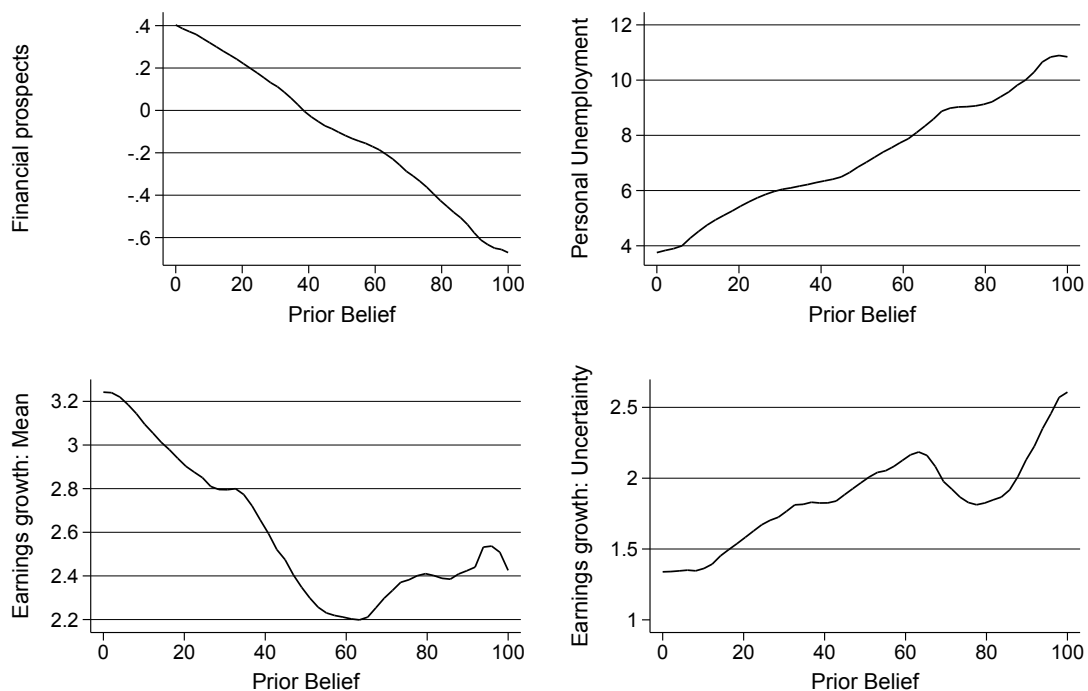 Financial prospects
.4
.2
0
-.2
-.4
-.6
0 20 40 60 80 100
Prior Belief
Personal Unemployment
12
10
8
6
4
0 20 40 60 80 100
Prior Belief
Earnings growth: Mean
3.2
3
2.8
2.6
2.4
2.2
0 20 40 60 80 100
Prior Belief
Earnings growth: Uncertainty
2.5
2
1.5
1
0 20 40 60 80 100
Prior Belief